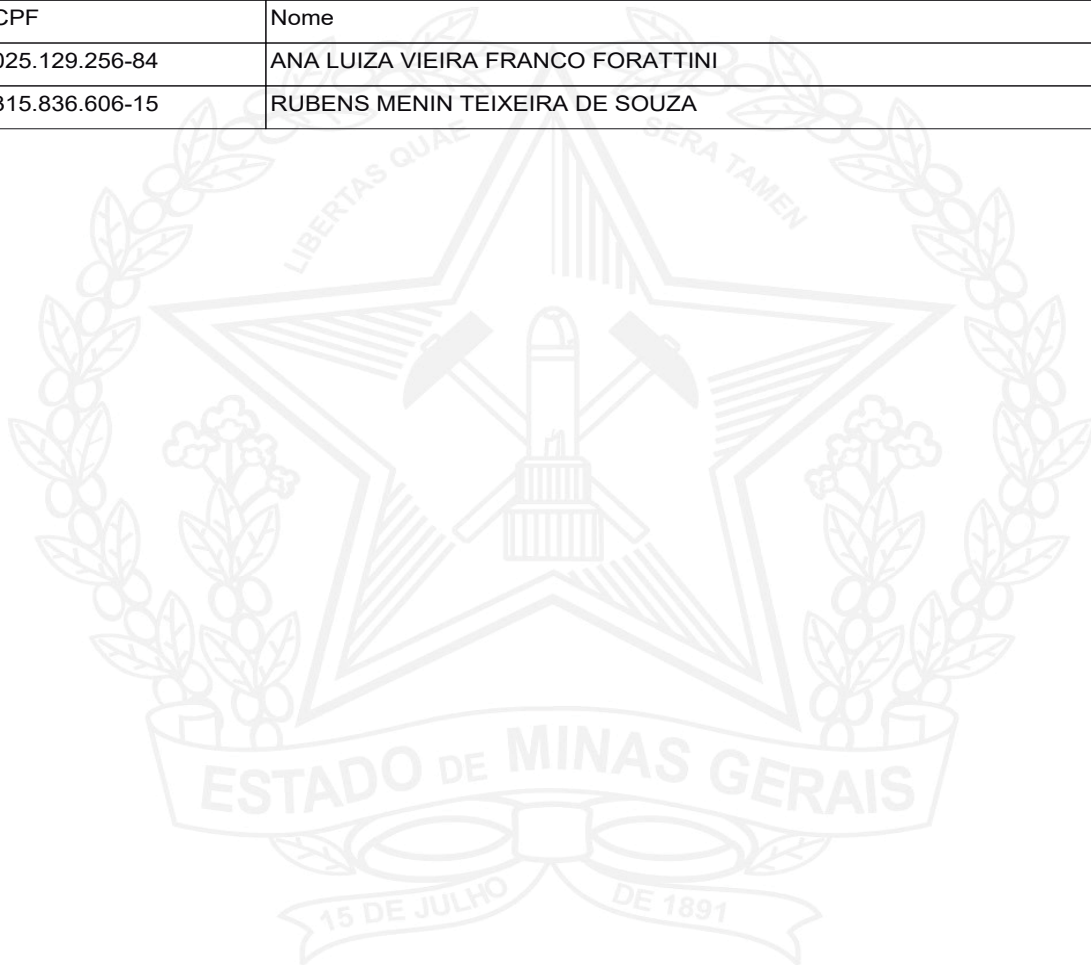 CPF Nome
025.129.256-84 ANA LUIZA VIEIRA FRANCO FORATTINI
315.836.606-15 RUBENS MENIN TEIXEIRA DE SOUZA
LIBERTAS QUAE SERA TAMEN
ESTADO DE MINAS GERAIS
15 DE JULHO DE 1891